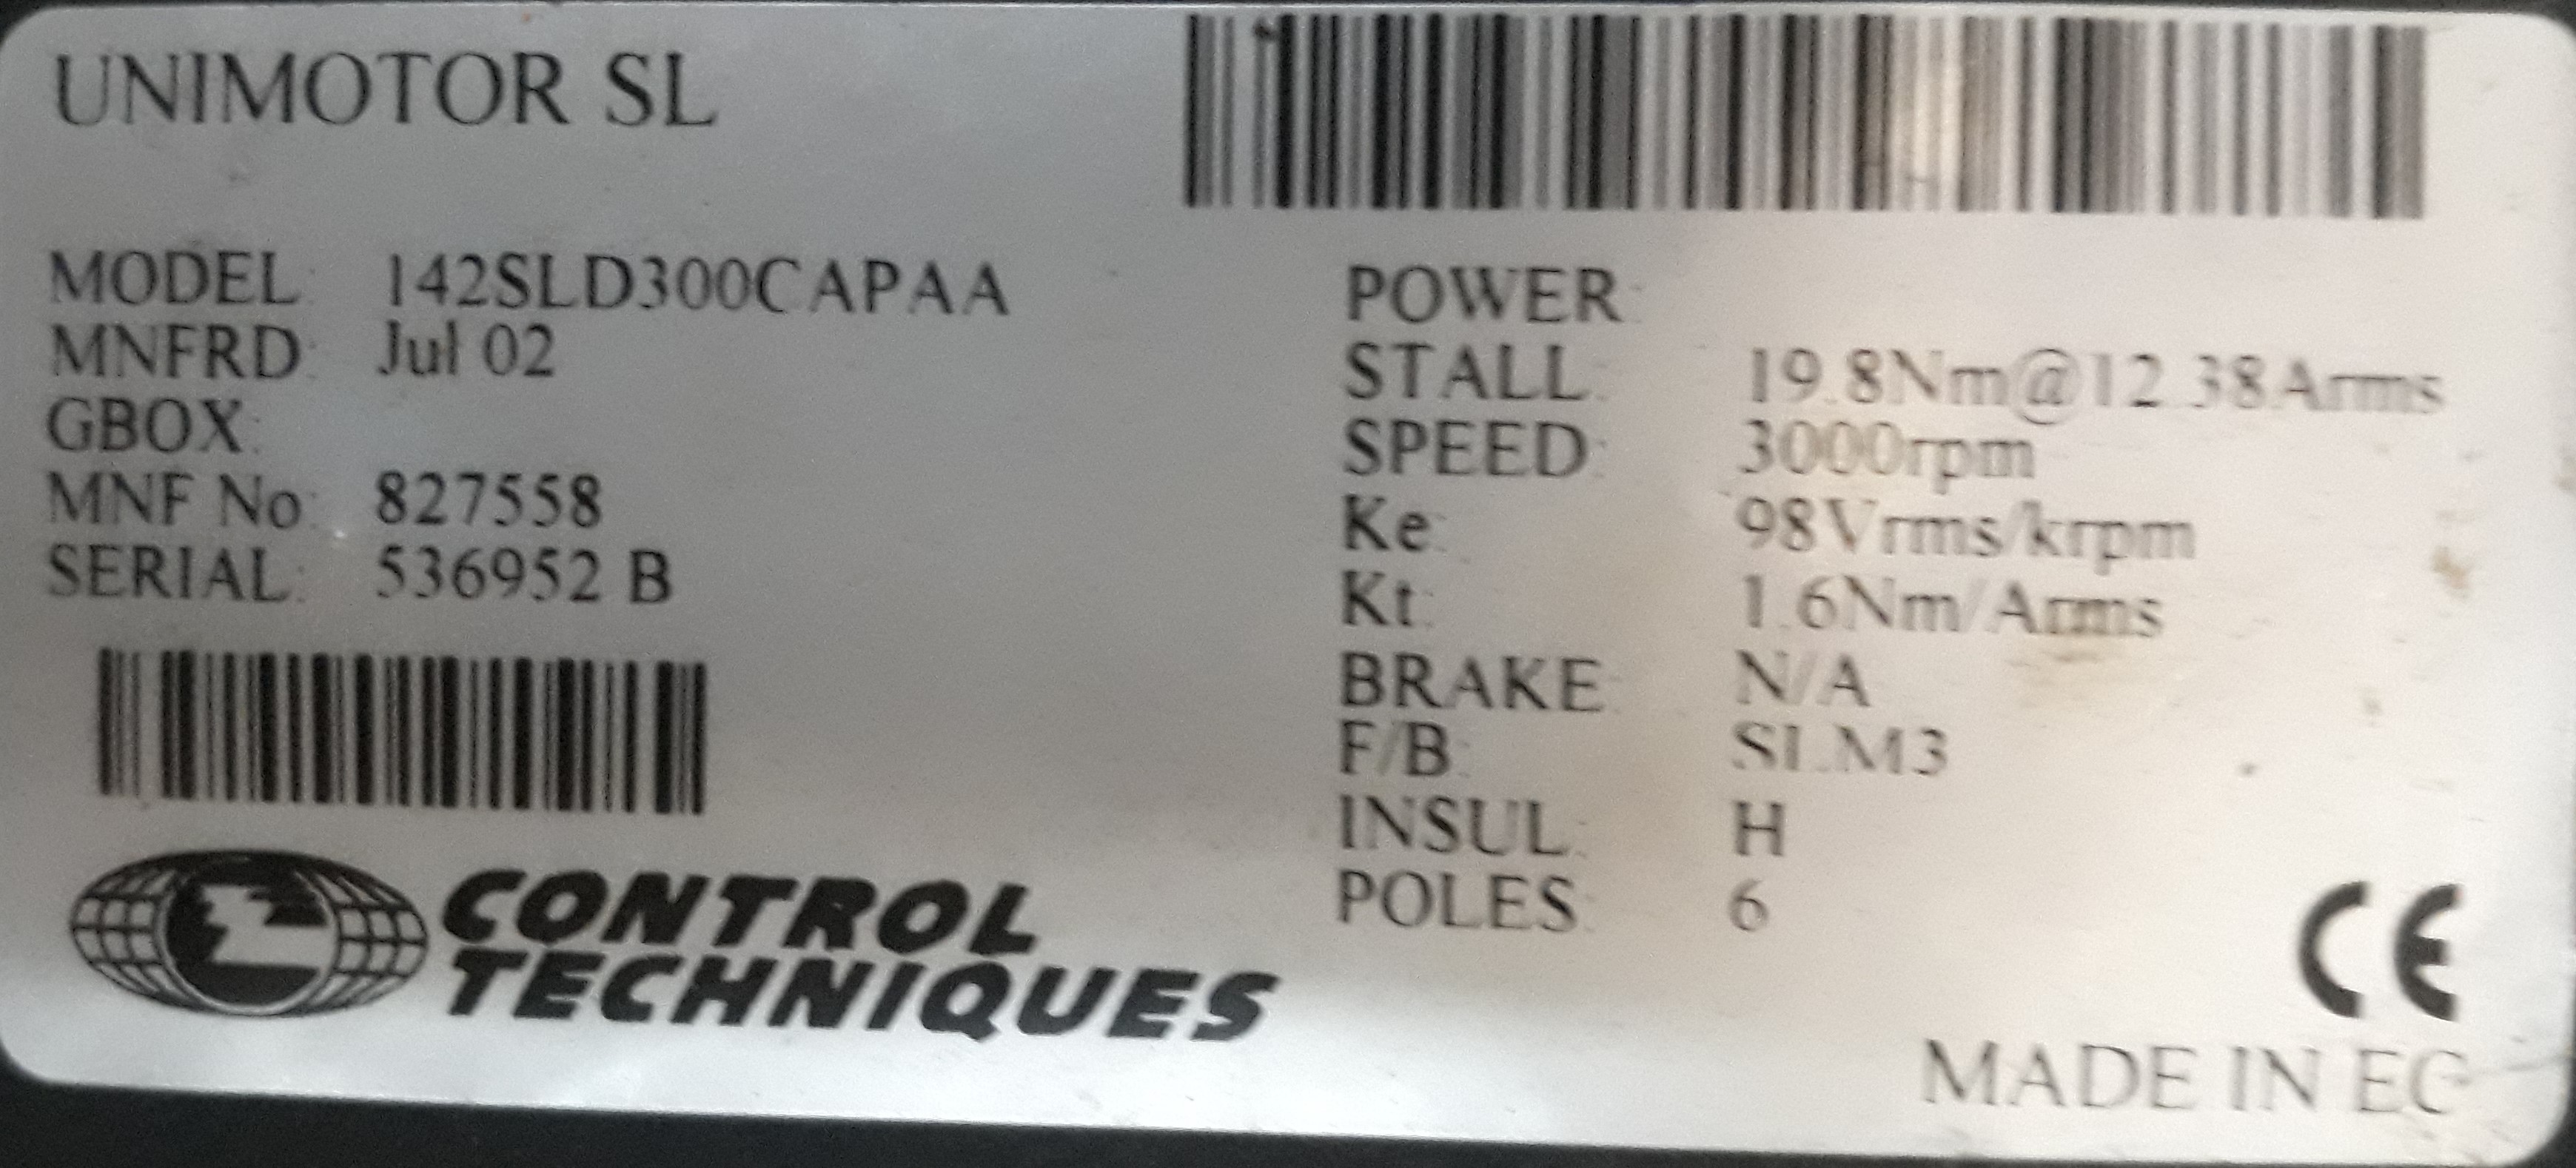 UNIMOTOR SL
MODEL: 142SLD300CAPAA
MNFRD: Jul 02
GBOX:
MNF No: 827558
SERIAL: 536952 B
CONTROL
TECHNIQUES
POWER:
STALL: 19.8Nm@12.38Arms
SPEED: 3000rpm
Ke: 98Vrms/krpm
Kt: 1.6Nm/Arms
BRAKE: N/A
F/B: SLM3
INSUL: H
POLES: 6
CE
MADE IN EC